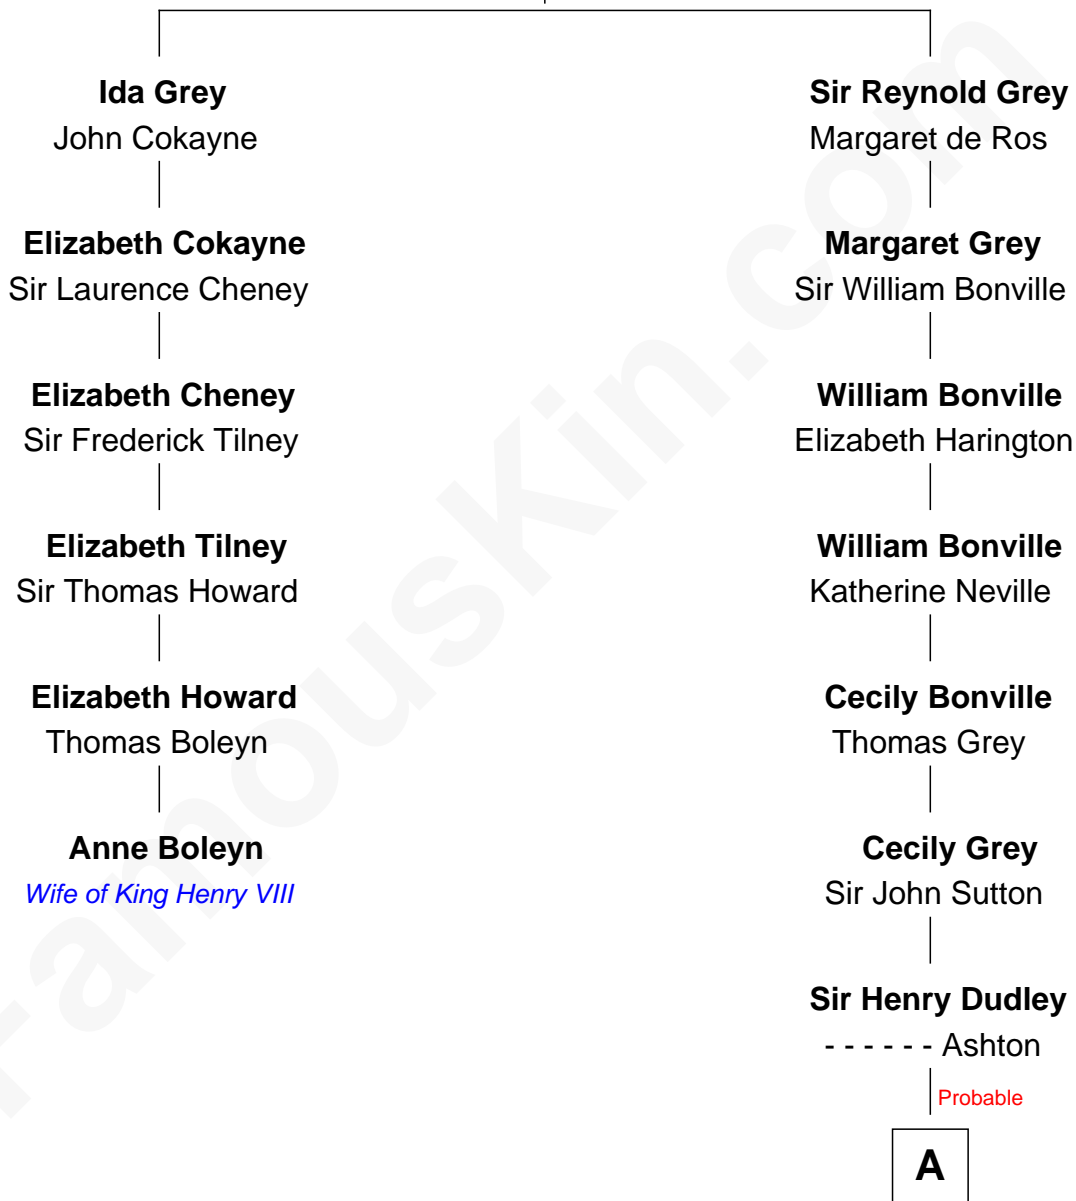 Ida Grey
John Cokayne
Elizabeth Cokayne
Sir Laurence Cheney
Elizabeth Cheney
Sir Frederick Tilney
Elizabeth Tilney
Sir Thomas Howard
Elizabeth Howard
Thomas Boleyn
Anne Boleyn
Wife of King Henry VIII
Sir Reynold Grey
Margaret de Ros
Margaret Grey
Sir William Bonville
William Bonville
Elizabeth Harington
William Bonville
Katherine Neville
Cecily Bonville
Thomas Grey
Cecily Grey
Sir John Sutton
Sir Henry Dudley
- - - - - - Ashton
Probable
A
FamousKin.com